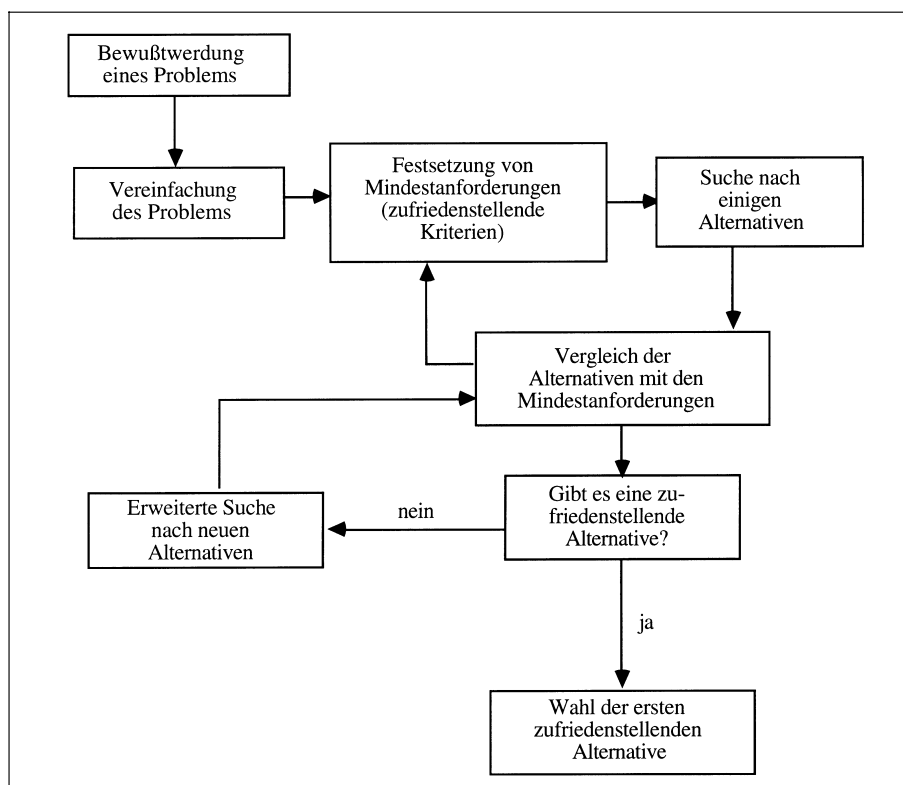 Bewußtwerdung
eines Problems
Vereinfachung
des Problems
Festsetzung von
Mindestanforderungen
(zufriedenstellende
Kriterien)
Suche nach
einigen
Alternativen
Vergleich der
Alternativen mit den
Mindestanforderungen
Gibt es eine zu-
friedenstellende
Alternative?
nein
Erweiterte Suche
nach neuen
Alternativen
ja
Wahl der ersten
zufriedenstellenden
Alternative